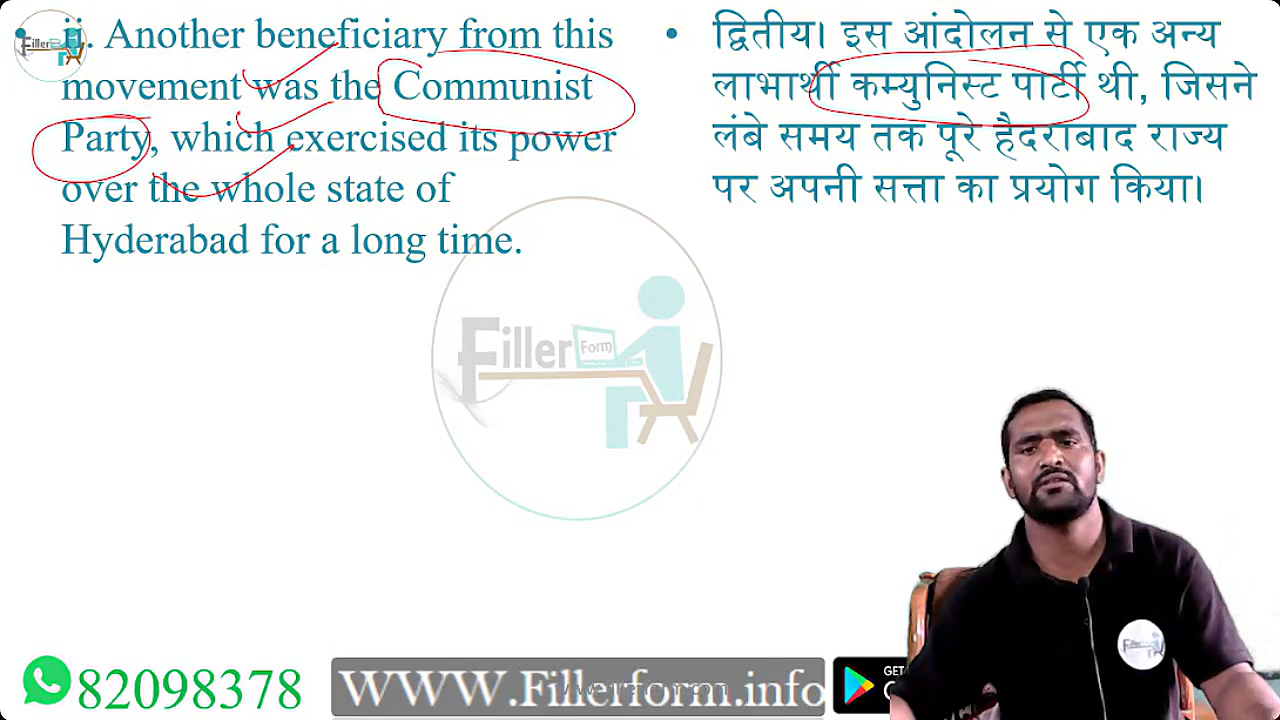 ii. Another beneficiary from this
movement was the Communist
Party, which exercised its power
over the whole state of
Hyderabad for a long time.
द्वितीय। इस आंदोलन से एक अन्य
लाभार्थी कम्युनिस्ट पार्टी थी, जिसने
लंबे समय तक पूरे हैदराबाद राज्य
पर अपनी सत्ता का प्रयोग किया।
Filler Form
82098378
WWW.Fillerform.info
GET